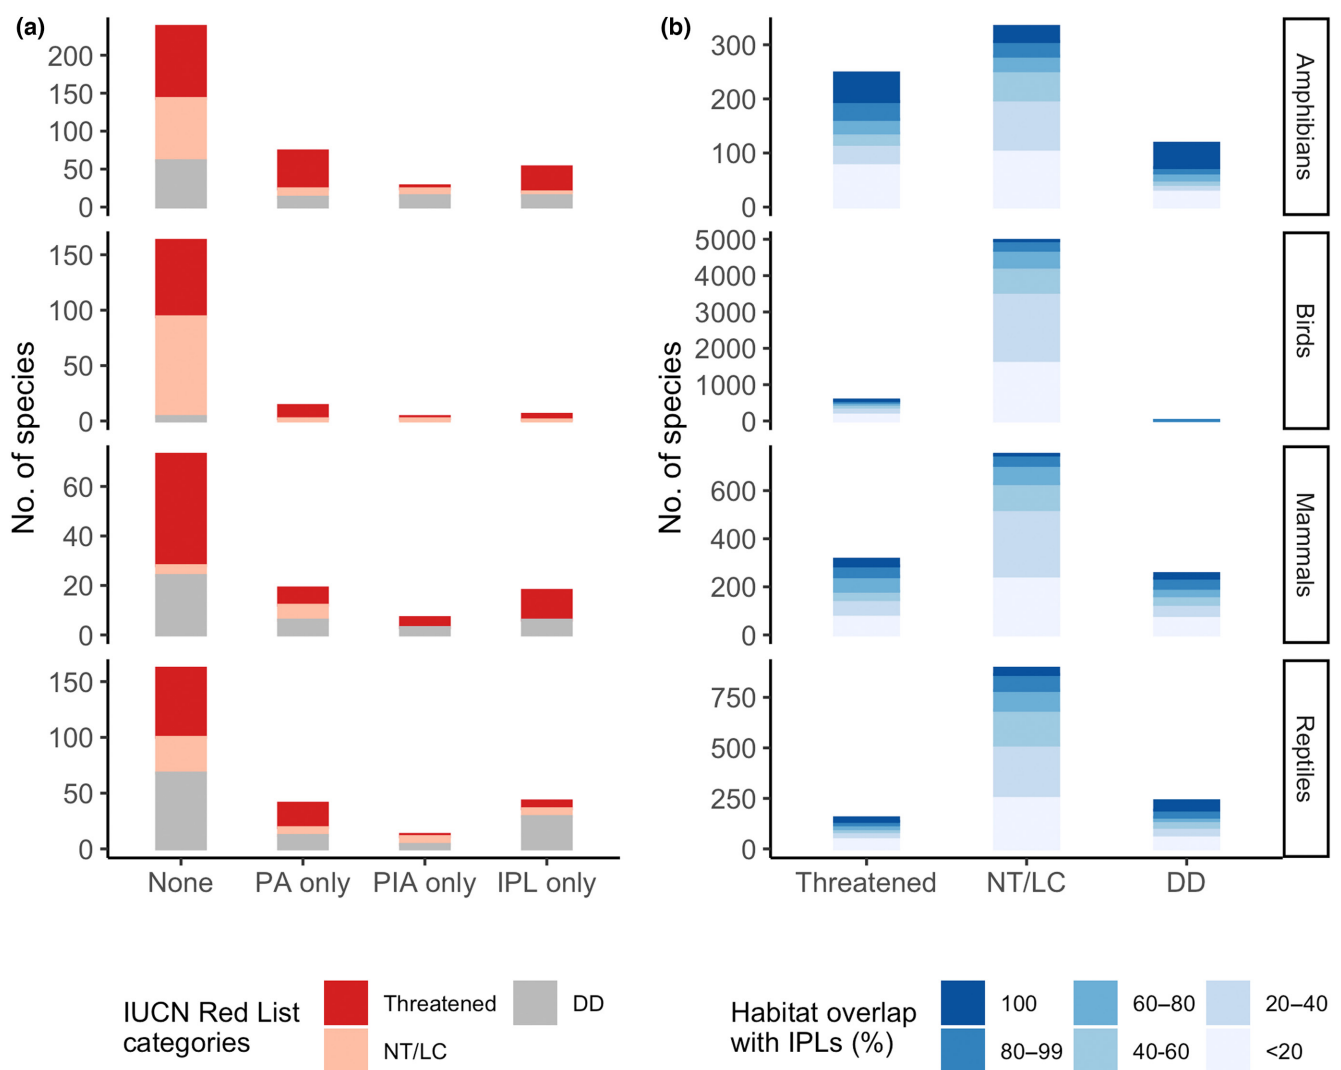 (a)
No. of species
200
150
100
50
0
150
100
50
0
60
40
20
0
150
100
50
0
None
PA only
PIA only
IPL only
IUCN Red List
categories
Threatened
NT/LC
DD
(b)
No. of species
300
200
100
0
Amphibians
5000
4000
3000
2000
1000
0
Birds
600
400
200
0
Mammals
750
500
250
0
Reptiles
Threatened
NT/LC
DD
Habitat overlap
with IPLs (%)
100
80–99
60–80
40-60
20–40
<20